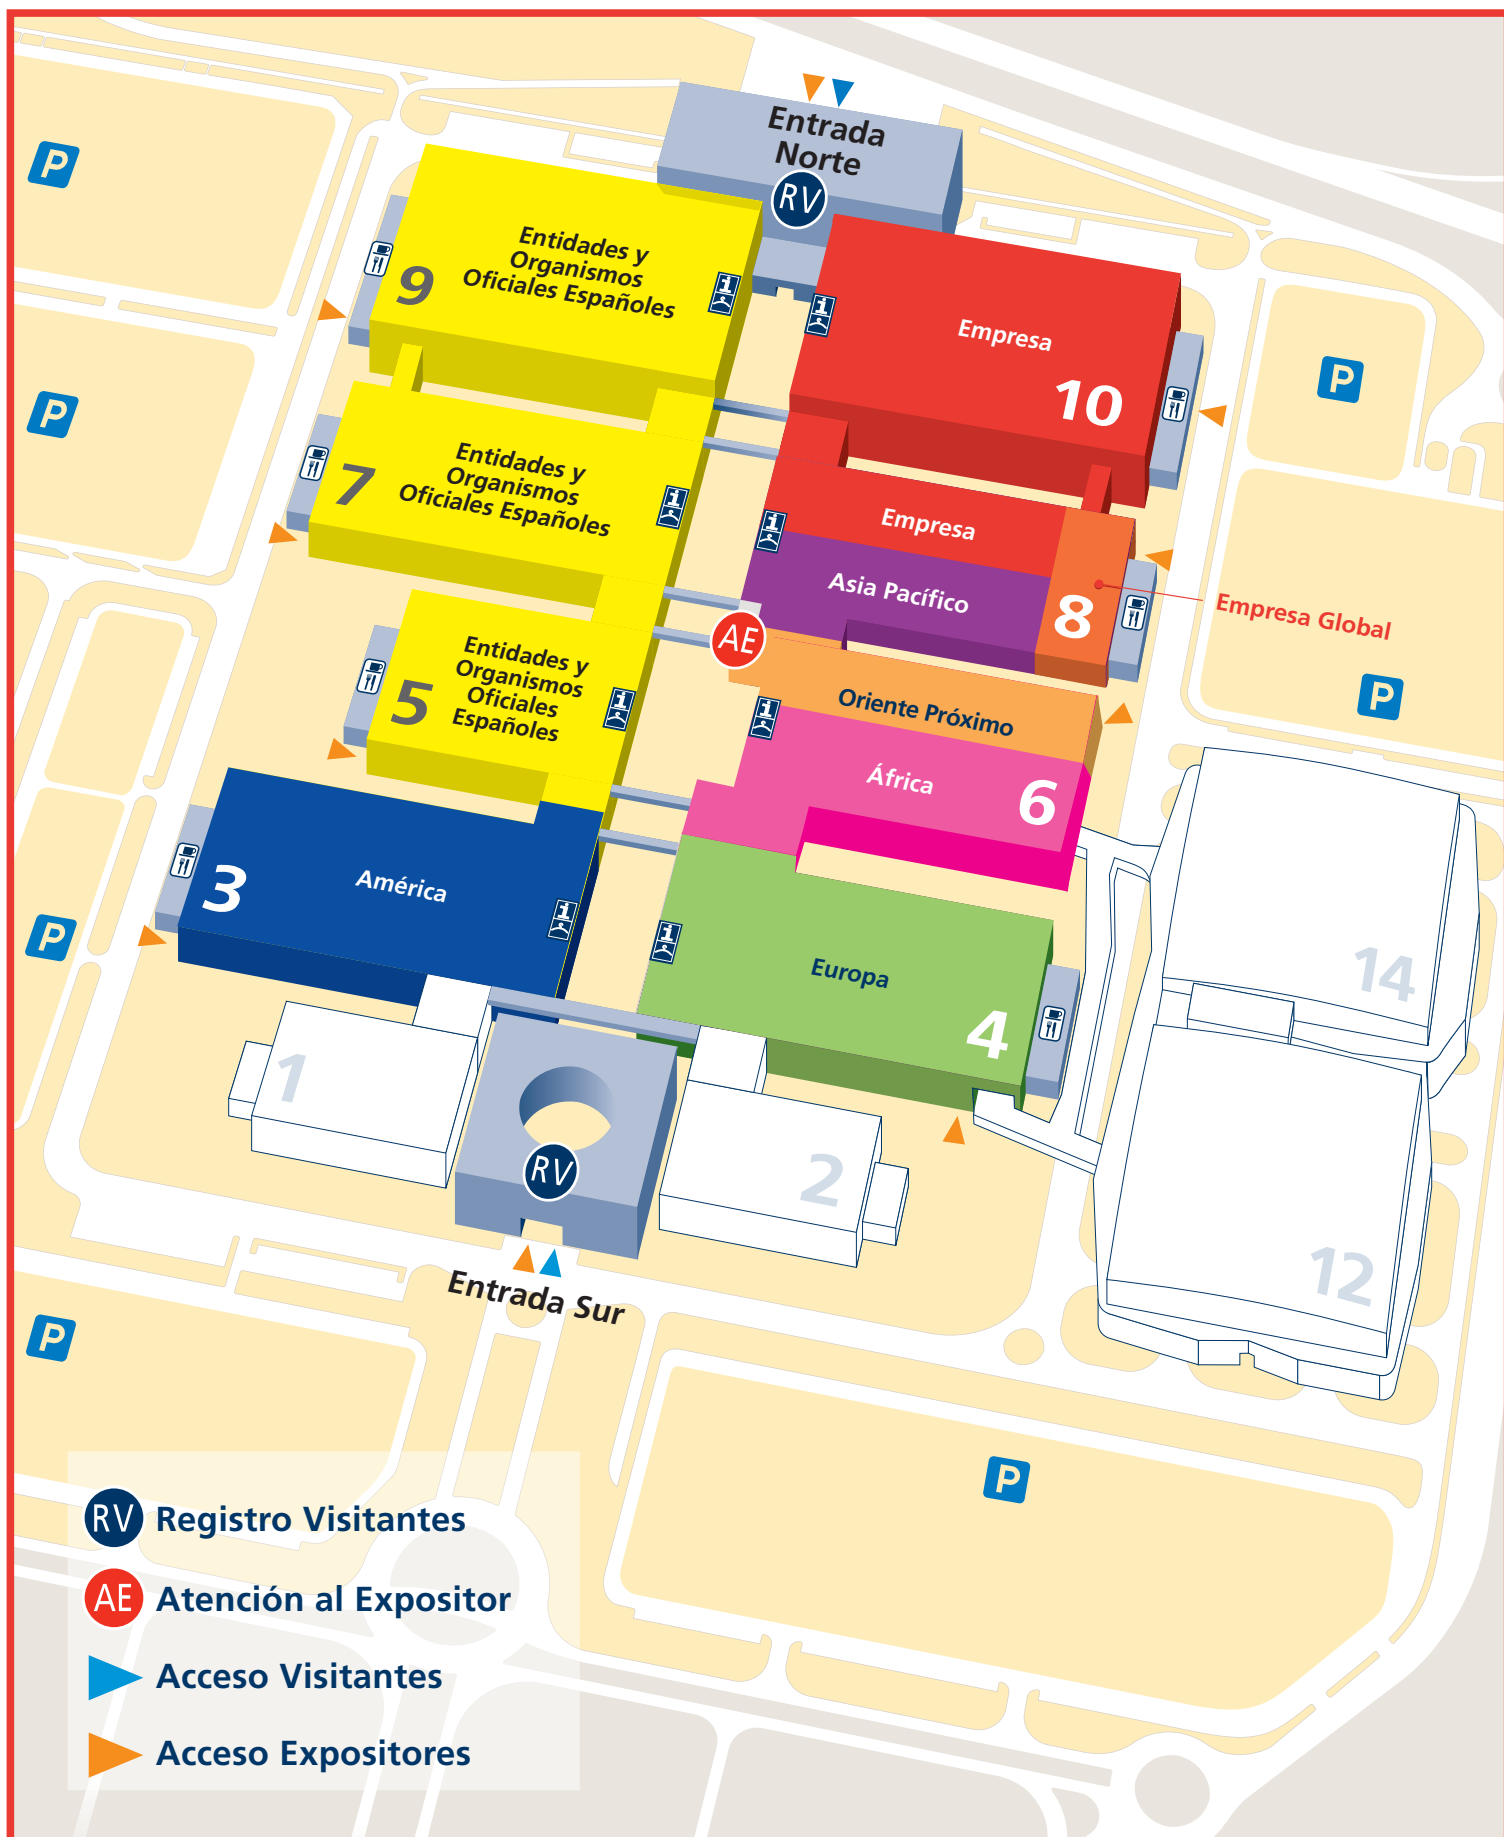 P
Entrada
Norte
RV
Entidades y
Organismos
Oficiales Españoles
9
i
i
Empresa
10
P
P
Entidades y
Organismos
Oficiales Españoles
7
i
i
Empresa
Asia Pacífico
8
Empresa Global
AE
Entidades y
Organismos
Oficiales
Españoles
5
i
i
Oriente Próximo
África
6
P
América
3
i
i
Europa
4
P
14
1
RV
2
12
Entrada Sur
P
P
RV Registro Visitantes
AE Atención al Expositor
Acceso Visitantes
Acceso Expositores